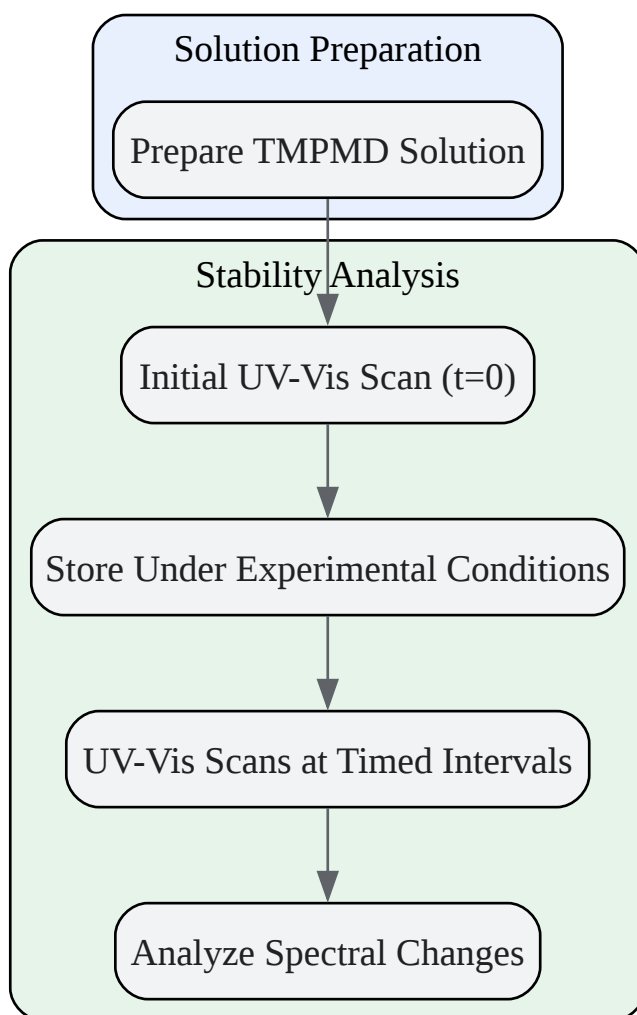 Solution Preparation
Prepare TMPMD Solution
Stability Analysis
Initial UV-Vis Scan (t=0)
Store Under Experimental Conditions
UV-Vis Scans at Timed Intervals
Analyze Spectral Changes